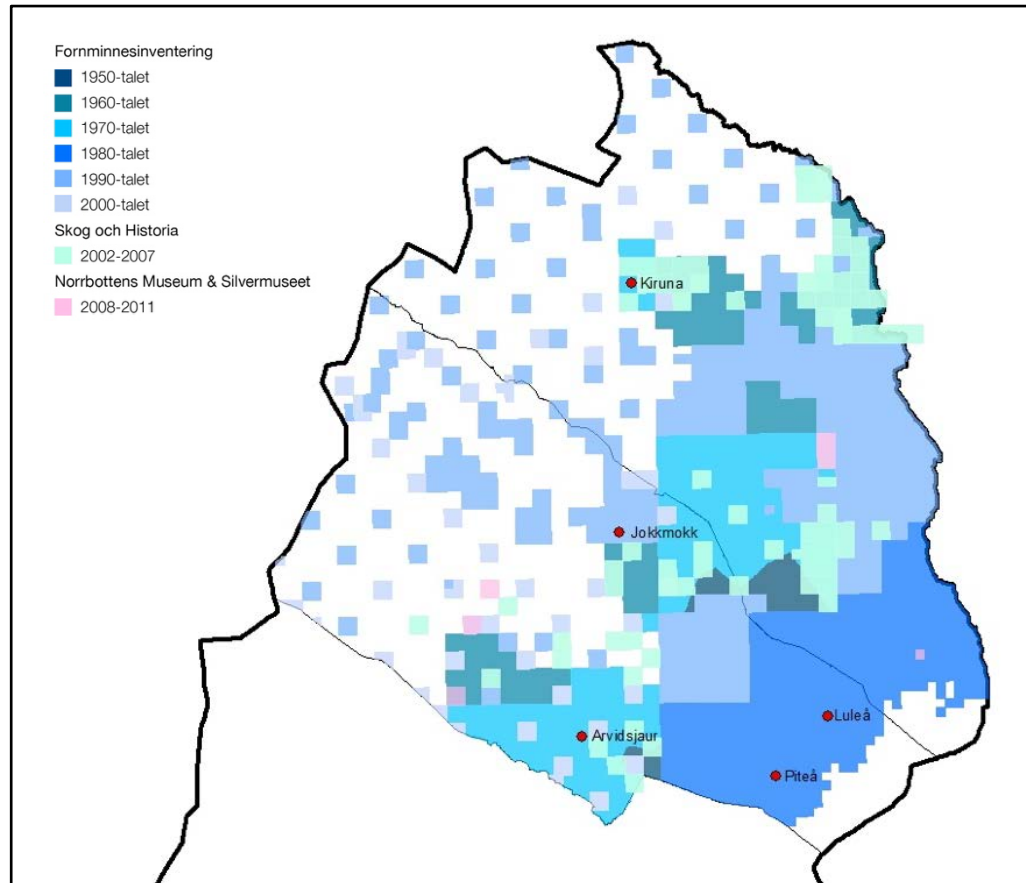 Fornminnesinventering
1950-talet
1960-talet
1970-talet
1980-talet
1990-talet
2000-talet
Skog och Historia
2002-2007
Norrbottens Museum & Silvermuseet
2008-2011
Kiruna
Jokkmokk
Luleå
Arvidsjaur
Piteå